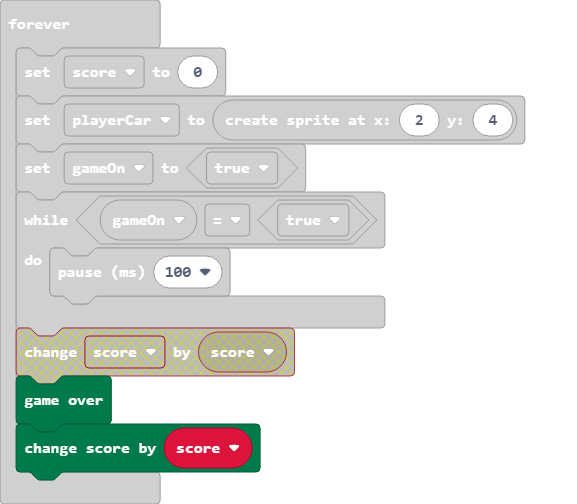 forever
set score to 0
set playerCar to create sprite at x: 2 y: 4
set gameOn to true
while gameOn = true
do pause (ms) 100
change score by score
game over
change score by score